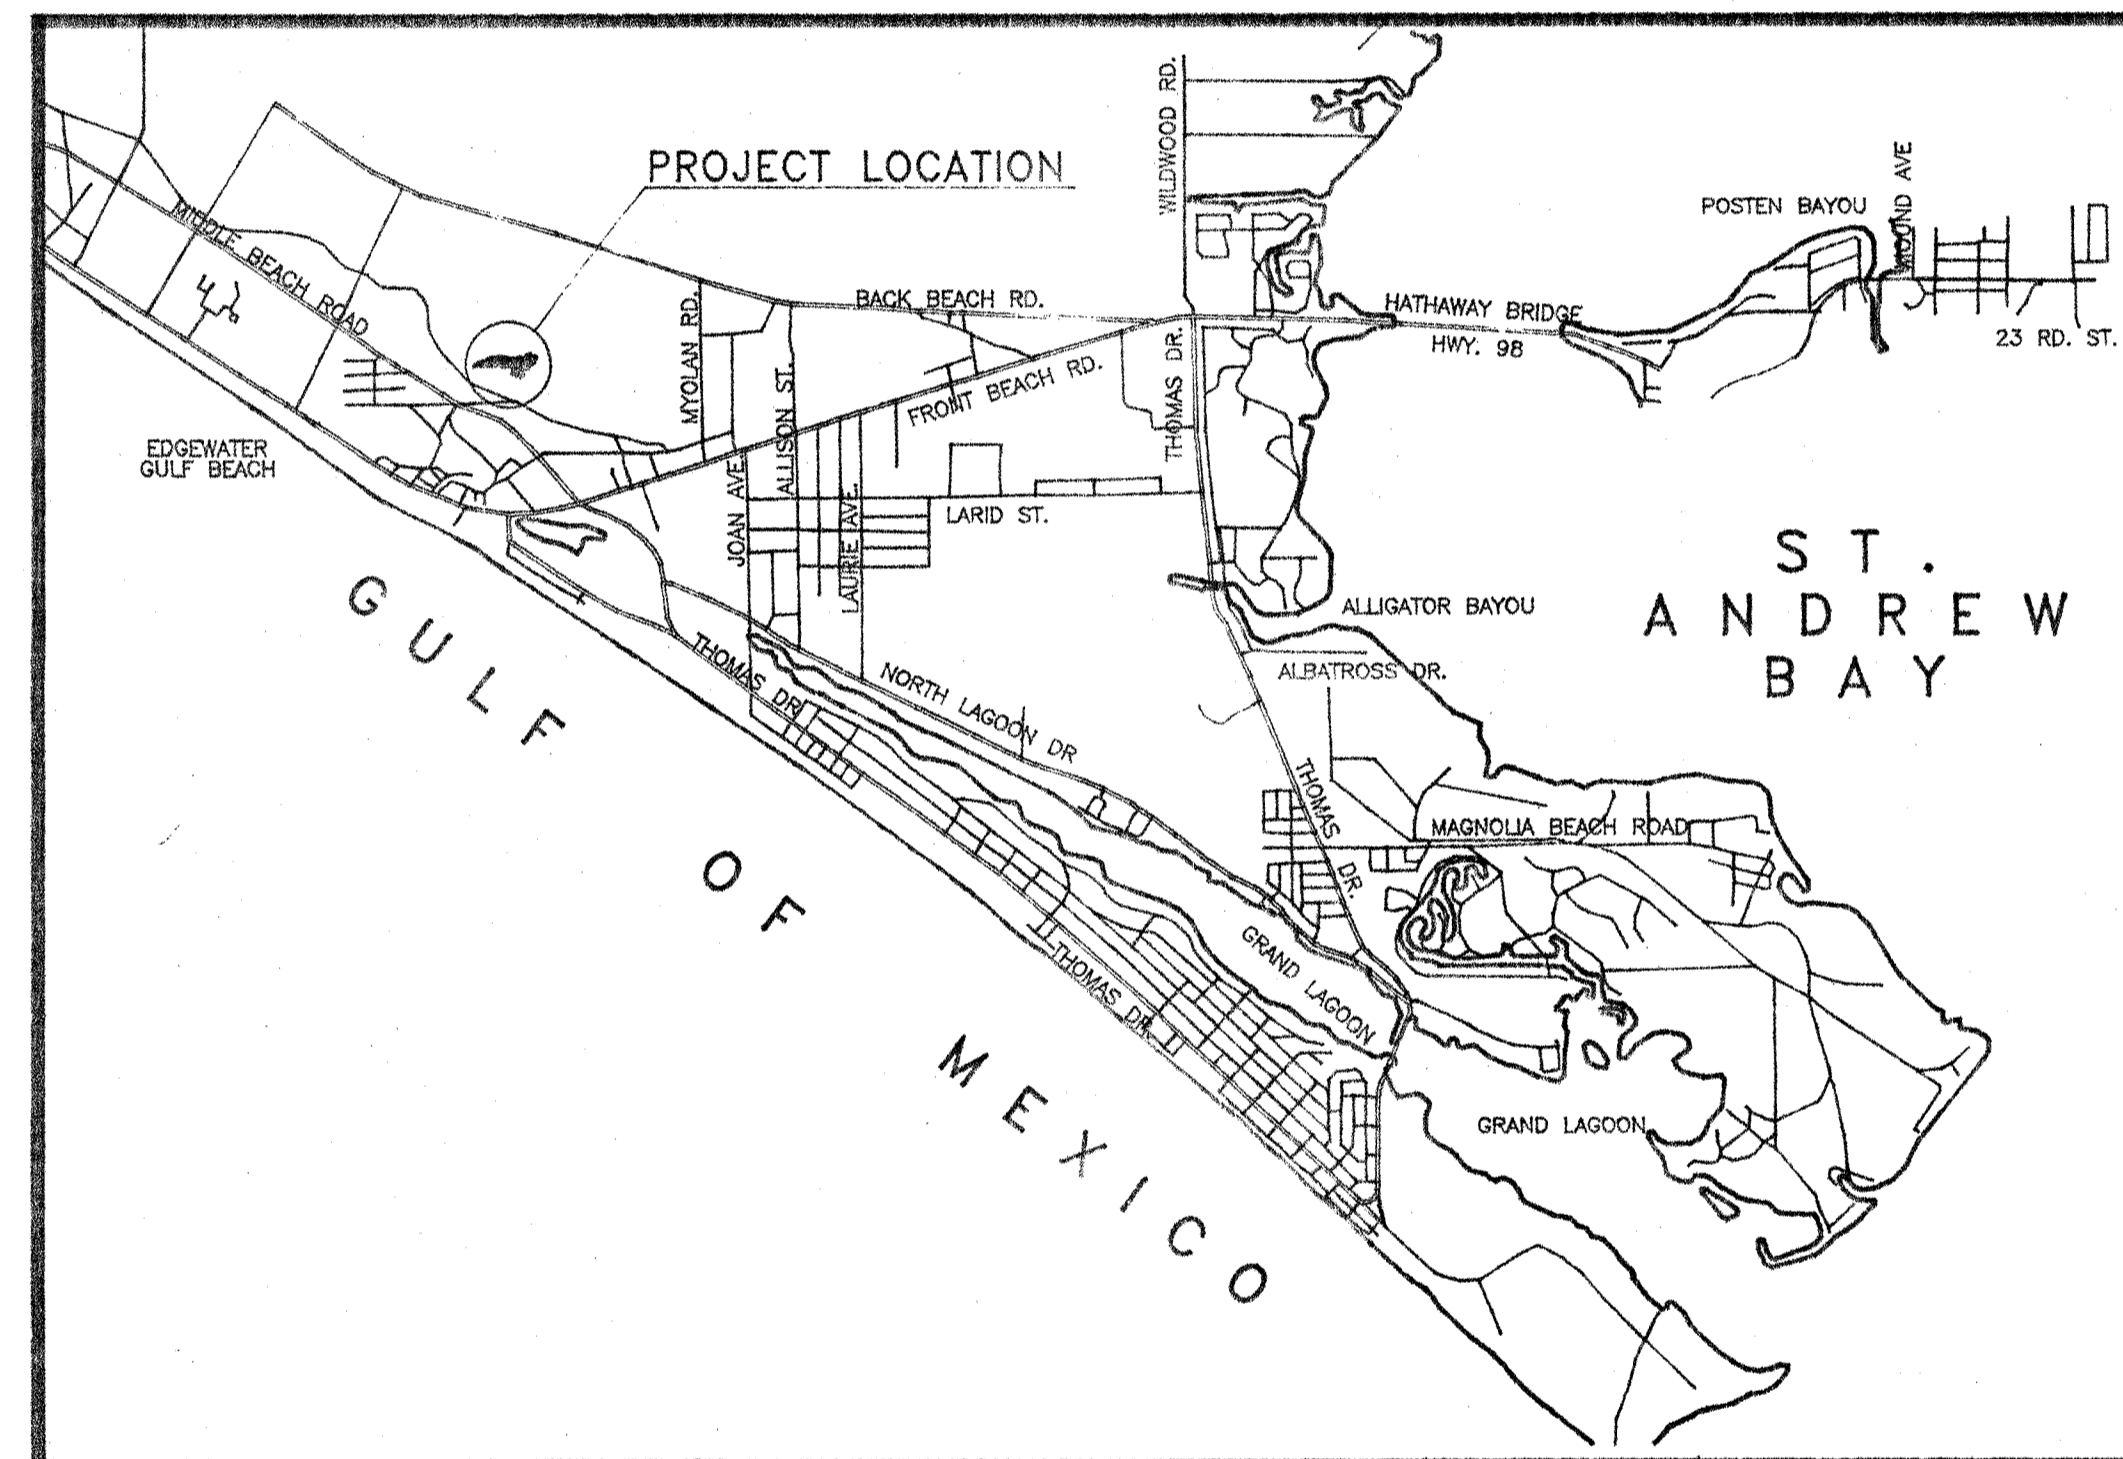 PROJECT LOCATION
WILDWOOD RD.
POSTEN BAYOU
MOUND AVE
MIDDLE BEACH ROAD
BACK BEACH RD.
HATHAWAY BRIDGE
HWY. 98
23 RD. ST.
MYOLAN RD.
ALLISON ST.
FRONT BEACH RD.
THOMAS DR.
EDGEWATER
GULF BEACH
JOAN AVE.
LAURIE AVE.
LARID ST.
ST.
ANDREW
BAY
ALLIGATOR BAYOU
ALBATROSS DR.
GULF
OF
MEXICO
THOMAS DR.
NORTH LAGOON DR
THOMAS DR.
MAGNOLIA BEACH ROAD
GRAND LAGOON
THOMAS DR.
GRAND LAGOON